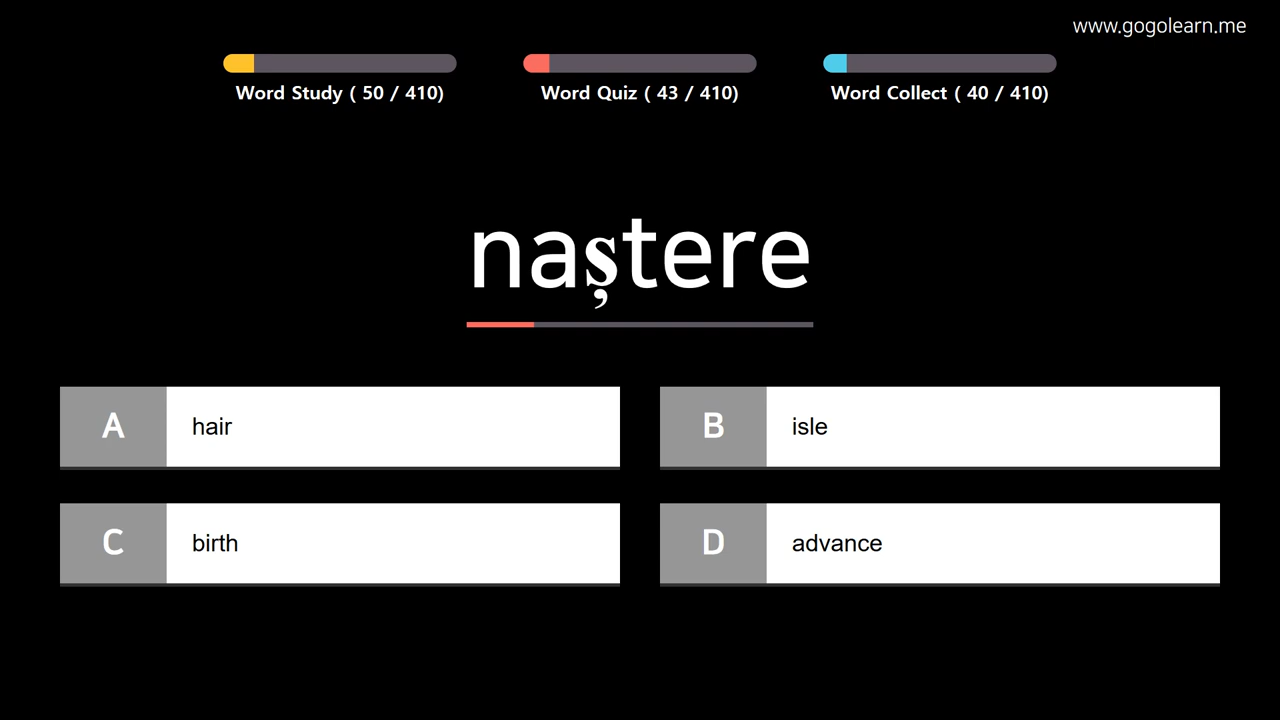 www.gogolearn.me
Word Study ( 50 / 410)
Word Quiz ( 43 / 410)
Word Collect ( 40 / 410)
naștere
A hair
B isle
C birth
D advance